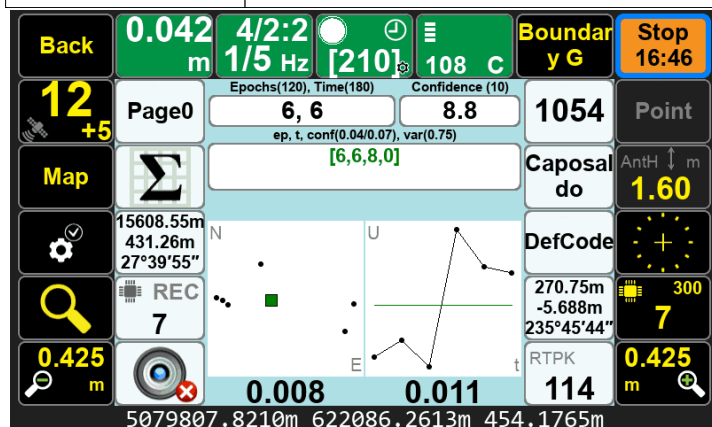 Back
0.042
m
4/2:2
1/5 Hz
[210]
108 C
Boundar
y G
Stop
16:46
12
+5
Page0
Epochs(120), Time(180)
6, 6
Confidence (10)
8.8
1054
Point
ep, t, conf(0.04/0.07), var(0.75)
[6,6,8,0]
Map
Σ
Caposal
do
AntH m
1.60
15608.55m
431.26m
27°39'55"
N
U
DefCode
REC
7
270.75m
-5.688m
235°45'44"
300
7
E
t
0.425
m
0.008
0.011
RTPK
114
0.425
m
5079807.8210m 622086.2613m 454.1765m